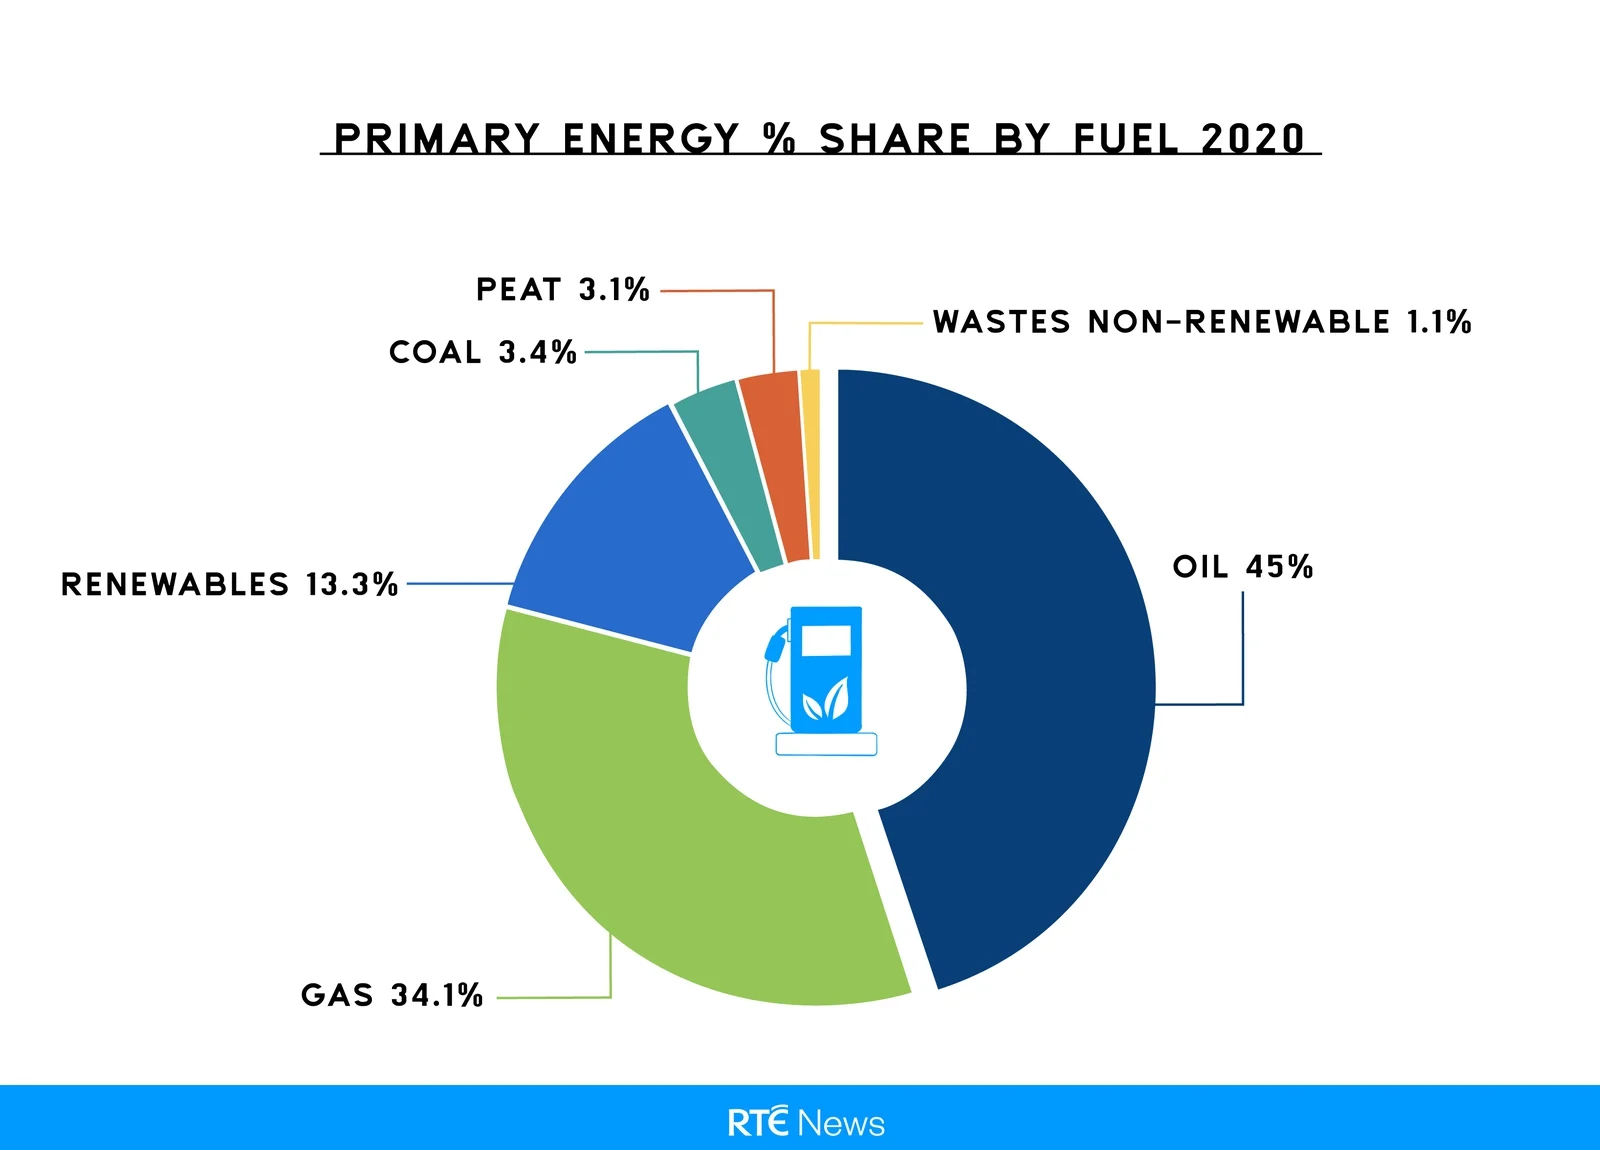 PRIMARY ENERGY % SHARE BY FUEL 2020
PEAT 3.1%
WASTES NON-RENEWABLE 1.1%
COAL 3.4%
OIL 45%
RENEWABLES 13.3%
GAS 34.1%
RTÉ News